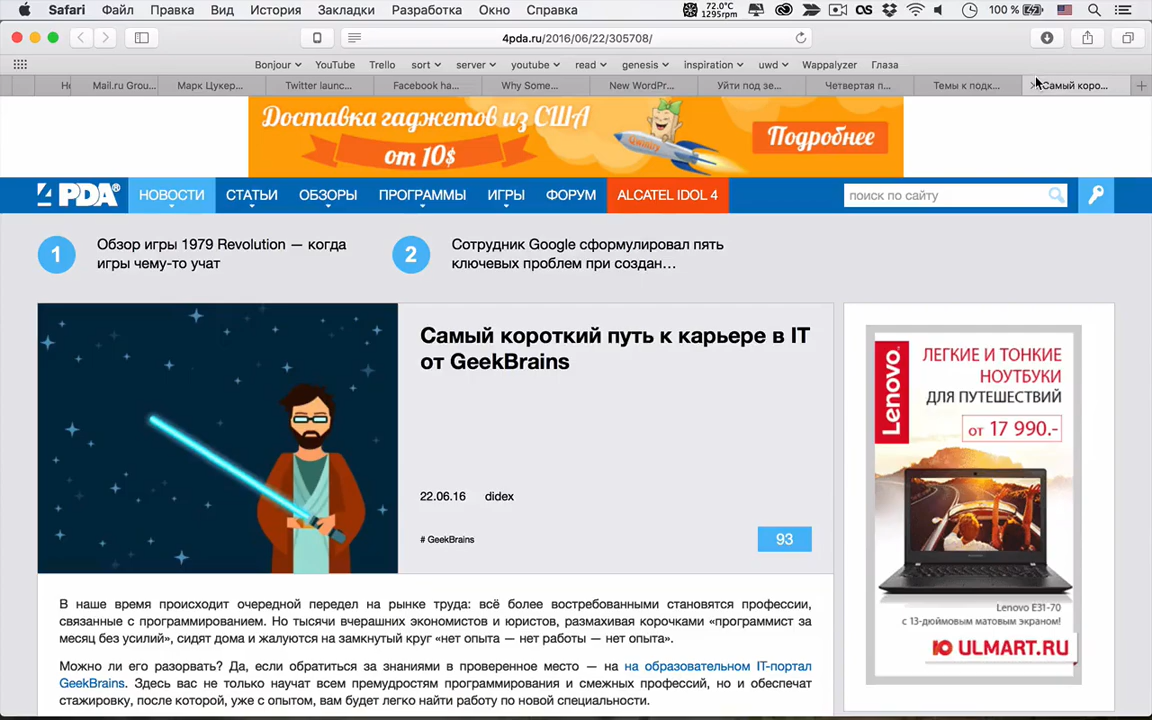 Safari Файл Правка Вид История Закладки Разработка Окно Справка 72.0°C 1295rpm 100 %
4pda.ru/2016/06/22/305708/
Bonjour YouTube Trello sort server youtube read genesis inspiration uwd Wappalyzer Глаза
Mail.ru Grou... Марк Цукер... Twitter launc... Facebook ha... Why Some... New WordPr... Уйти под зе... Четвертая п... Темы к подк... Самый коро...
Доставка гаджетов из США
от 10$
Qwintry
Подробнее
4PDA® НОВОСТИ СТАТЬИ ОБЗОРЫ ПРОГРАММЫ ИГРЫ ФОРУМ ALCATEL IDOL 4 поиск по сайту
1 Обзор игры 1979 Revolution — когда
игры чему-то учат
2 Сотрудник Google сформулировал пять
ключевых проблем при создан...
Самый короткий путь к карьере в IT
от GeekBrains
22.06.16 didex
# GeekBrains 93
В наше время происходит очередной передел на рынке труда: всё более востребованными становятся профессии,
связанные с программированием. Но тысячи вчерашних экономистов и юристов, размахивая корочками «программист за
месяц без усилий», сидят дома и жалуются на замкнутый круг «нет опыта — нет работы — нет опыта».
Можно ли его разорвать? Да, если обратиться за знаниями в проверенное место — на на образовательном IT-портал
GeekBrains. Здесь вас не только научат всем премудростям программирования и смежных профессий, но и обеспечат
стажировку, после которой, уже с опытом, вам будет легко найти работу по новой специальности.
Lenovo
ЛЕГКИЕ И ТОНКИЕ
НОУТБУКИ
ДЛЯ ПУТЕШЕСТВИЙ
от 17 990.-
Lenovo E31-70
с 13-дюймовым матовым экраном!
Ю ULMART.RU